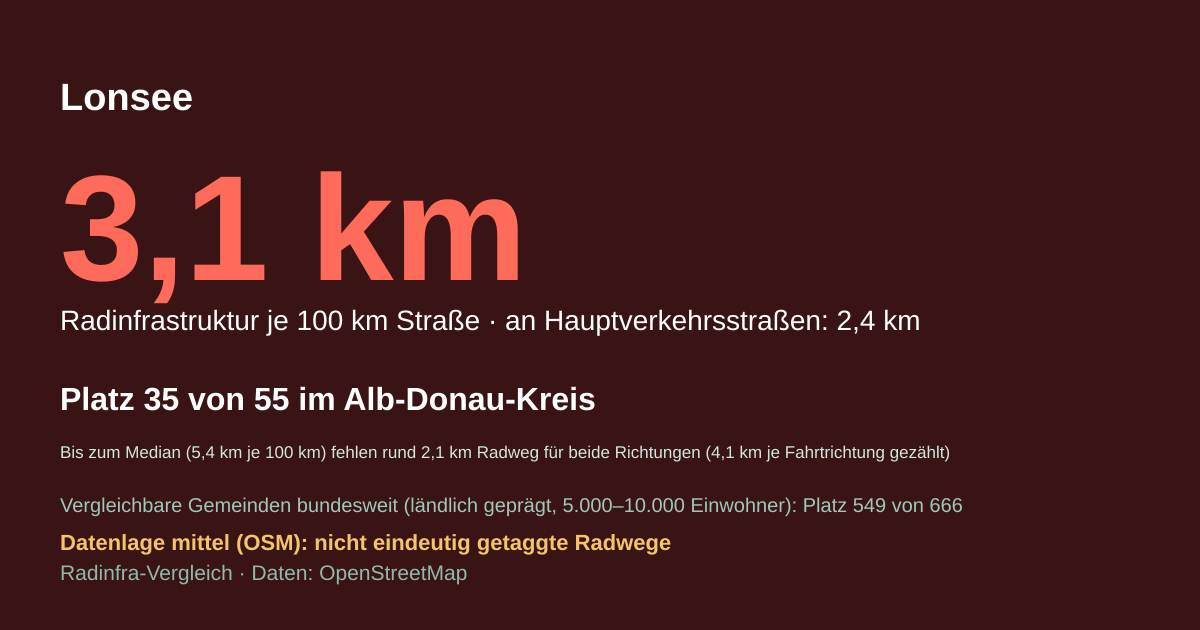 Lonsee
3,1 km
Radinfrastruktur je 100 km Straße · an Hauptverkehrsstraßen: 2,4 km
Platz 35 von 55 im Alb-Donau-Kreis
Bis zum Median (5,4 km je 100 km) fehlen rund 2,1 km Radweg für beide Richtungen (4,1 km je Fahrtrichtung gezählt)
Vergleichbare Gemeinden bundesweit (ländlich geprägt, 5.000–10.000 Einwohner): Platz 549 von 666
Datenlage mittel (OSM): nicht eindeutig getaggte Radwege
Radinfra-Vergleich · Daten: OpenStreetMap